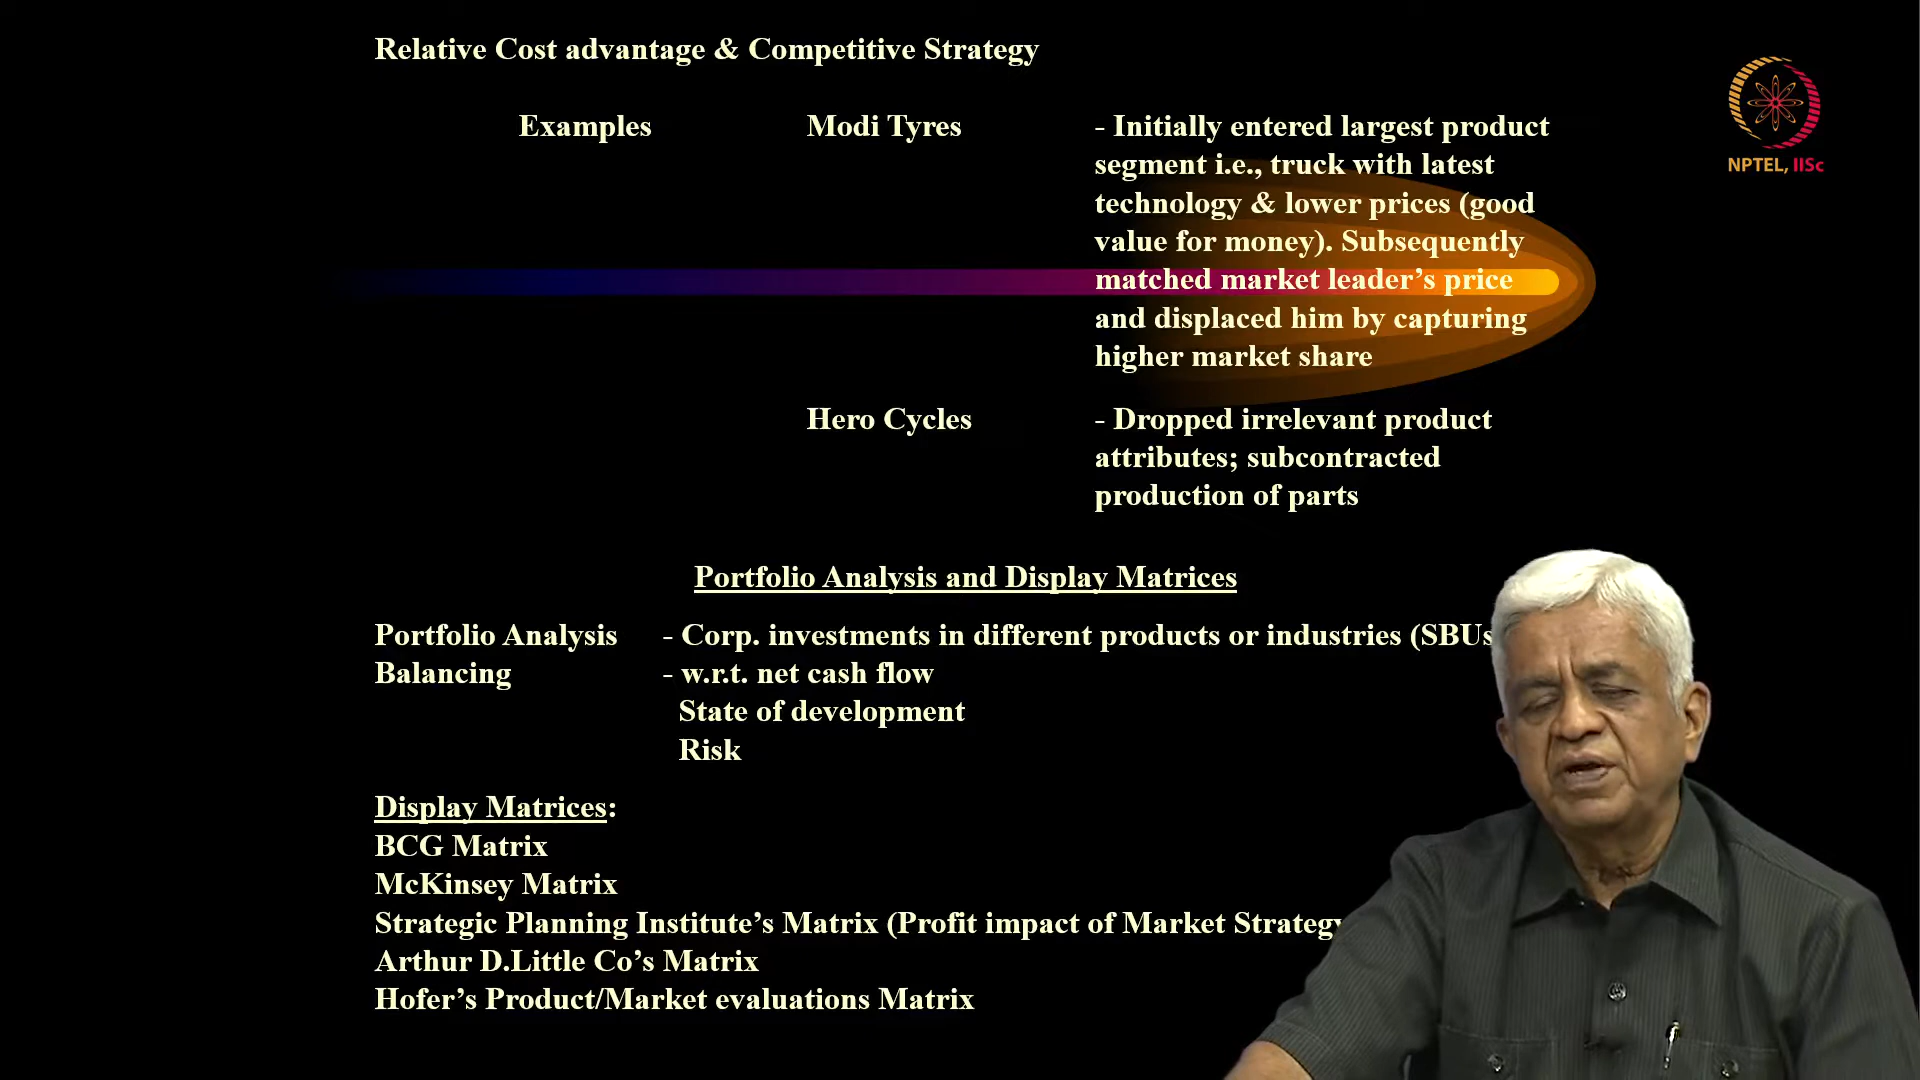 Relative Cost advantage & Competitive Strategy
Examples Modi Tyres - Initially entered largest product
segment i.e., truck with latest
technology & lower prices (good
value for money). Subsequently
matched market leader's price
and displaced him by capturing
higher market share
Hero Cycles - Dropped irrelevant product
attributes; subcontracted
production of parts
Portfolio Analysis and Display Matrices
Portfolio Analysis - Corp. investments in different products or industries (SBUs
Balancing - w.r.t. net cash flow
State of development
Risk
Display Matrices:
BCG Matrix
McKinsey Matrix
Strategic Planning Institute's Matrix (Profit impact of Market Strategy
Arthur D.Little Co's Matrix
Hofer's Product/Market evaluations Matrix
NPTEL, IISc